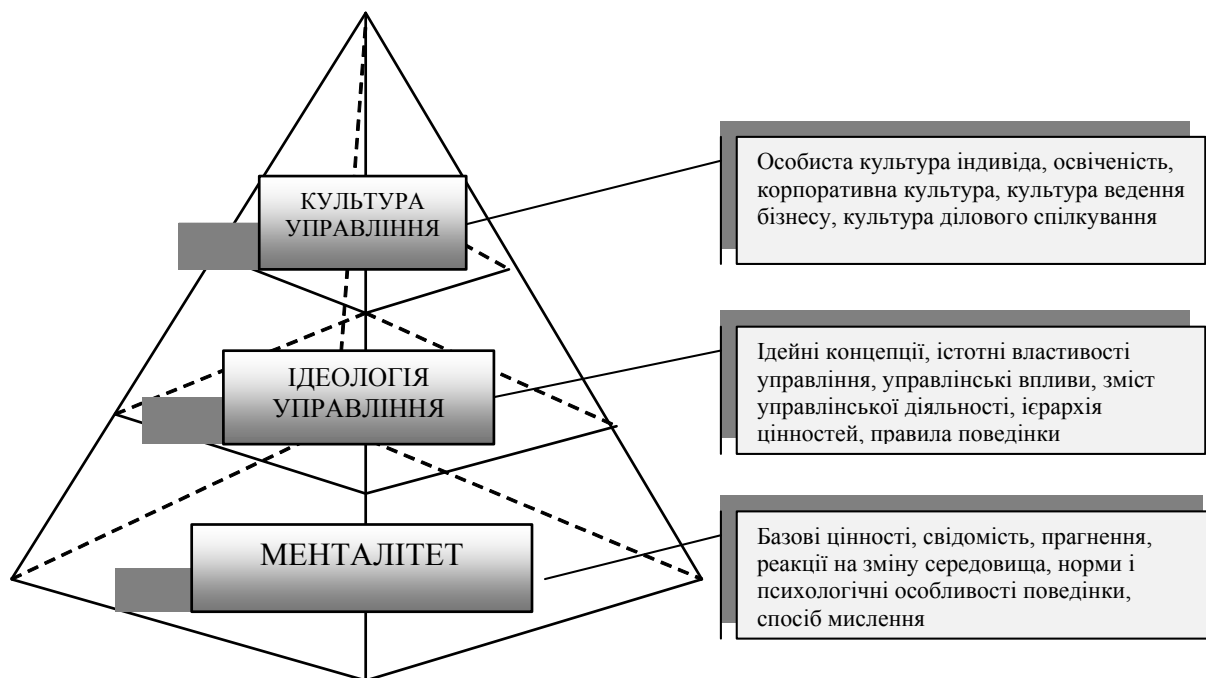 КУЛЬТУРА
УПРАВЛІННЯ
Особиста культура індивіда, освіченість,
корпоративна культура, культура ведення
бізнесу, культура ділового спілкування
ІДЕОЛОГІЯ
УПРАВЛІННЯ
Ідейні концепції, істотні властивості
управління, управлінські впливи, зміст
управлінської діяльності, ієрархія
цінностей, правила поведінки
МЕНТАЛІТЕТ
Базові цінності, свідомість, прагнення,
реакції на зміну середовища, норми і
психологічні особливості поведінки,
спосіб мислення